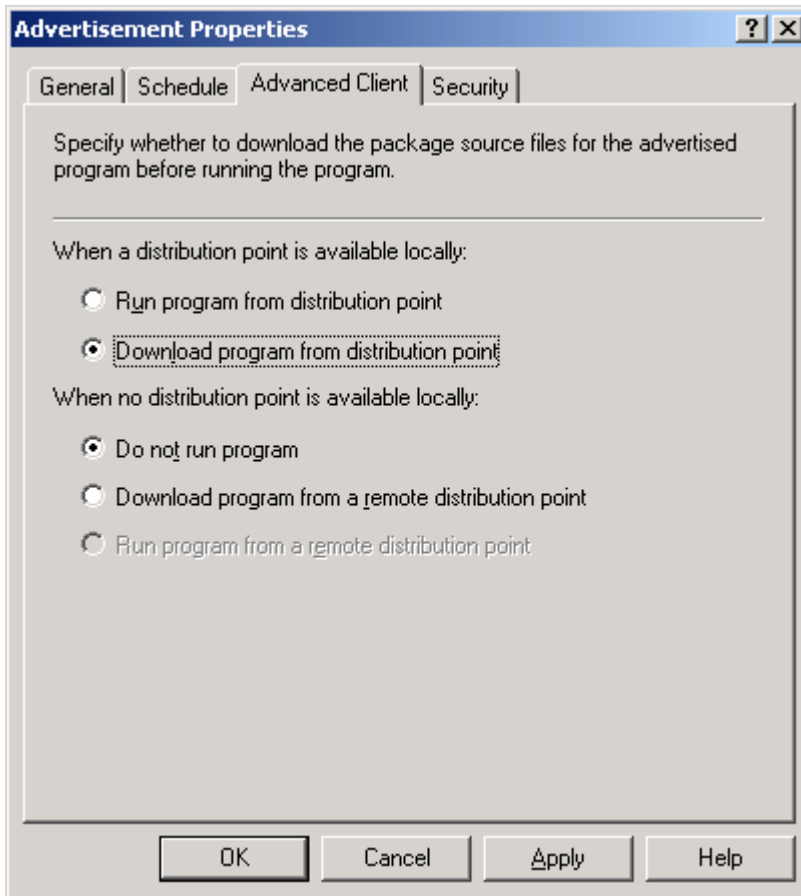 Advertisement Properties
General Schedule Advanced Client Security
Specify whether to download the package source files for the advertised
program before running the program.
When a distribution point is available locally:
Run program from distribution point
Download program from distribution point
When no distribution point is available locally:
Do not run program
Download program from a remote distribution point
Run program from a remote distribution point
OK Cancel Apply Help